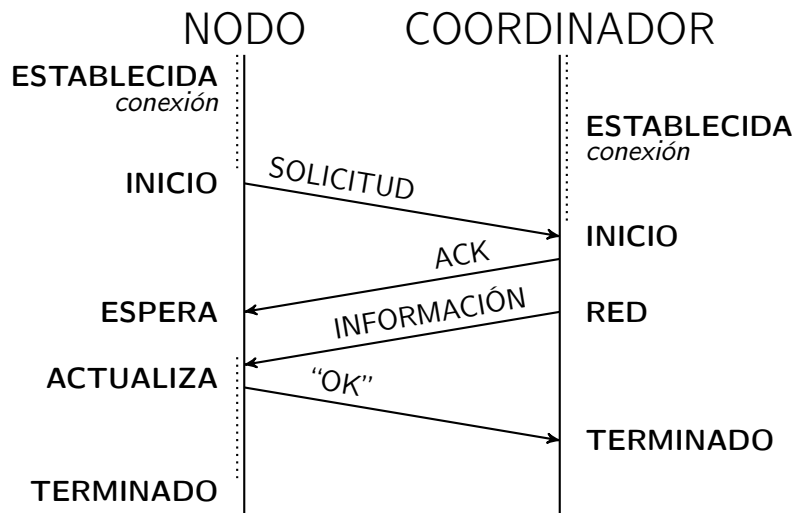 NODO COORDINADOR
ESTABLECIDA
conexión
ESTABLECIDA
conexión
INICIO
SOLICITUD
INICIO
ACK
ESPERA
INFORMACIÓN
RED
ACTUALIZA
“OK”
TERMINADO
TERMINADO